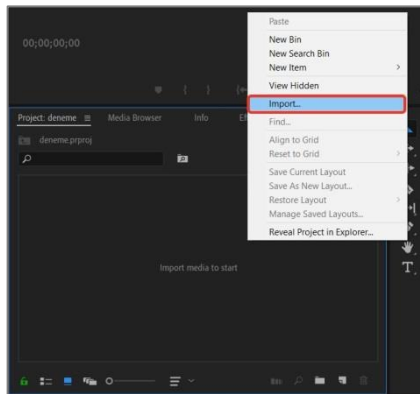 00;00;00;00
Paste
New Bin
New Search Bin
New Item
View Hidden
Import...
Find...
Align to Grid
Reset to Grid
Save Current Layout
Save As New Layout...
Restore Layout
Manage Saved Layouts...
Reveal Project in Explorer...
Project: deneme
Media Browser
Info
deneme.prproj
Import media to start
T